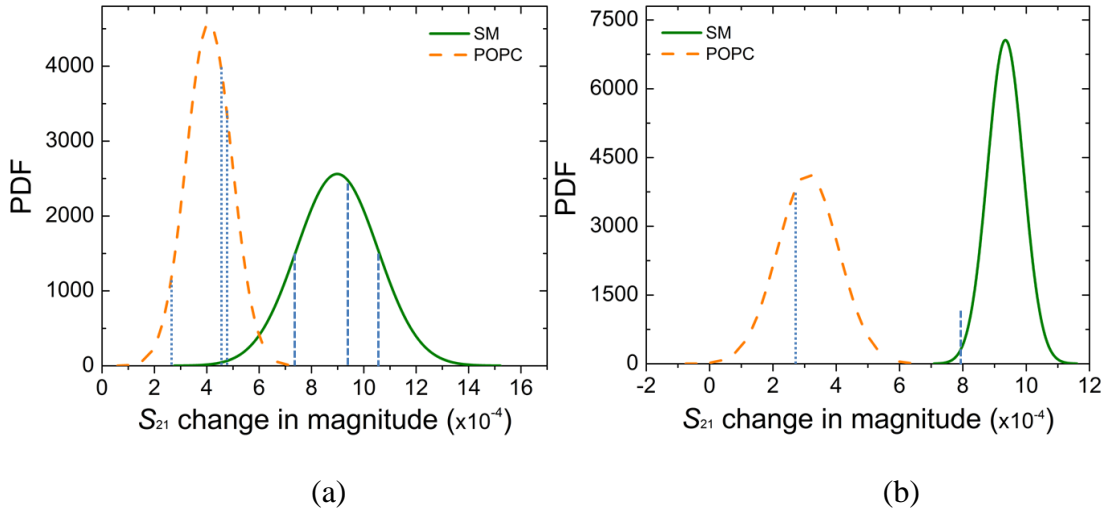 SM
POPC
PDF
4000
3000
2000
1000
0
0 2 4 6 8 10 12 14 16
S21 change in magnitude (x10-4)
(a)
SM
POPC
PDF
7500
6000
4500
3000
1500
0
-2 0 2 4 6 8 10 12
S21 change in magnitude (x10-4)
(b)